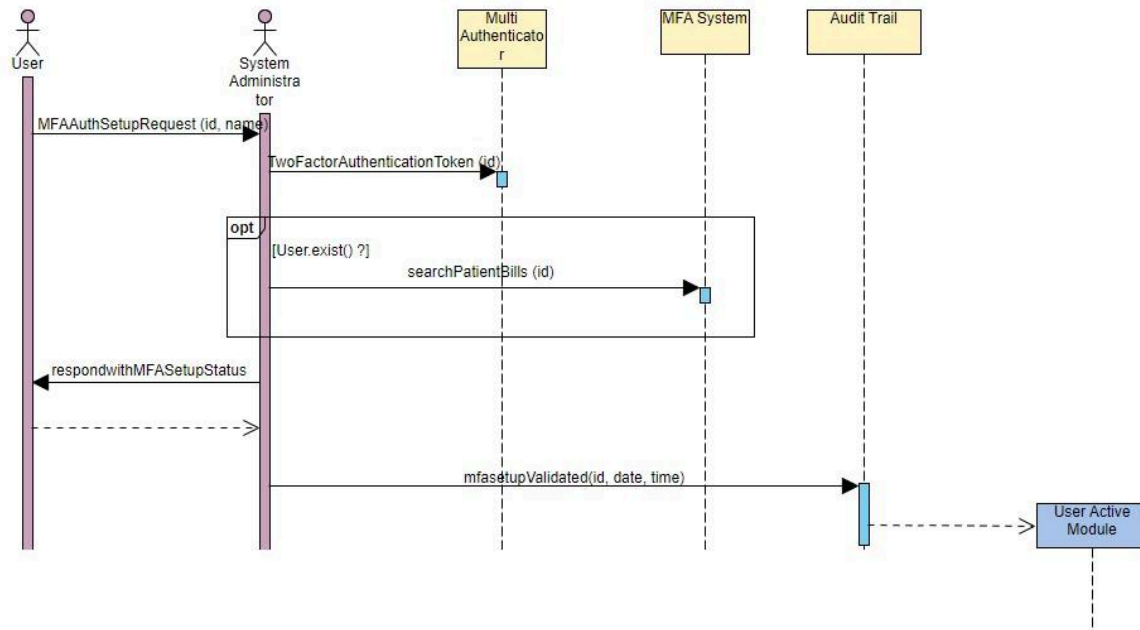 User
System
Administra
tor
Multi
Authenticato
r
MFA System
Audit Trail
MFAAuthSetupRequest (id, name)
TwoFactorAuthenticationToken (id)
opt
[User.exist() ?]
searchPatientBills (id)
respondwithMFASetupStatus
mfasetupValidated(id, date, time)
User Active
Module